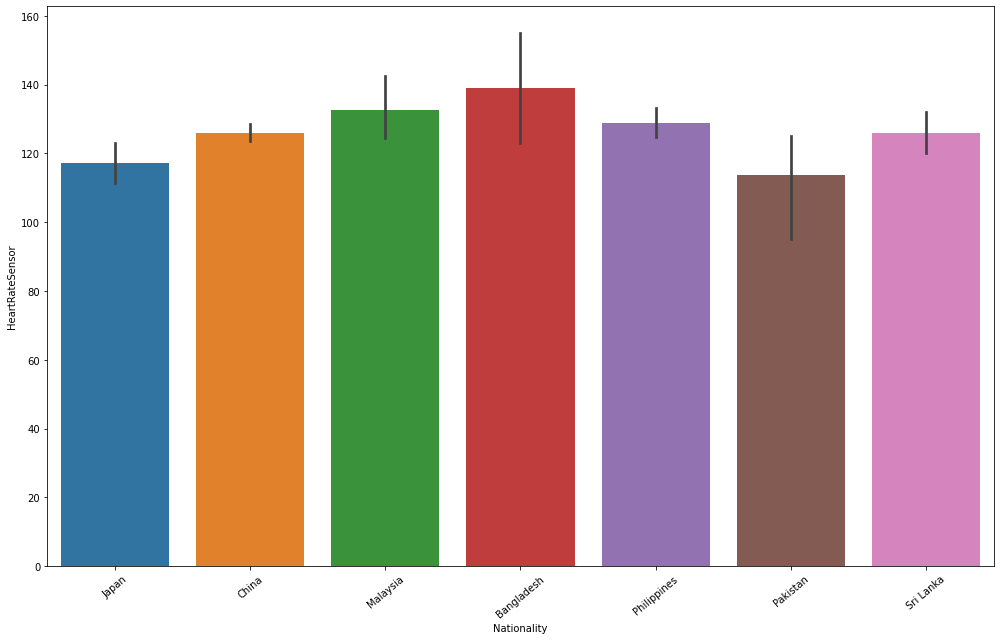 160
140
120
100
80
60
40
20
0
HeartRateSensor
Japan
China
Malaysia
Bangladesh
Philippines
Pakistan
Sri Lanka
Nationality